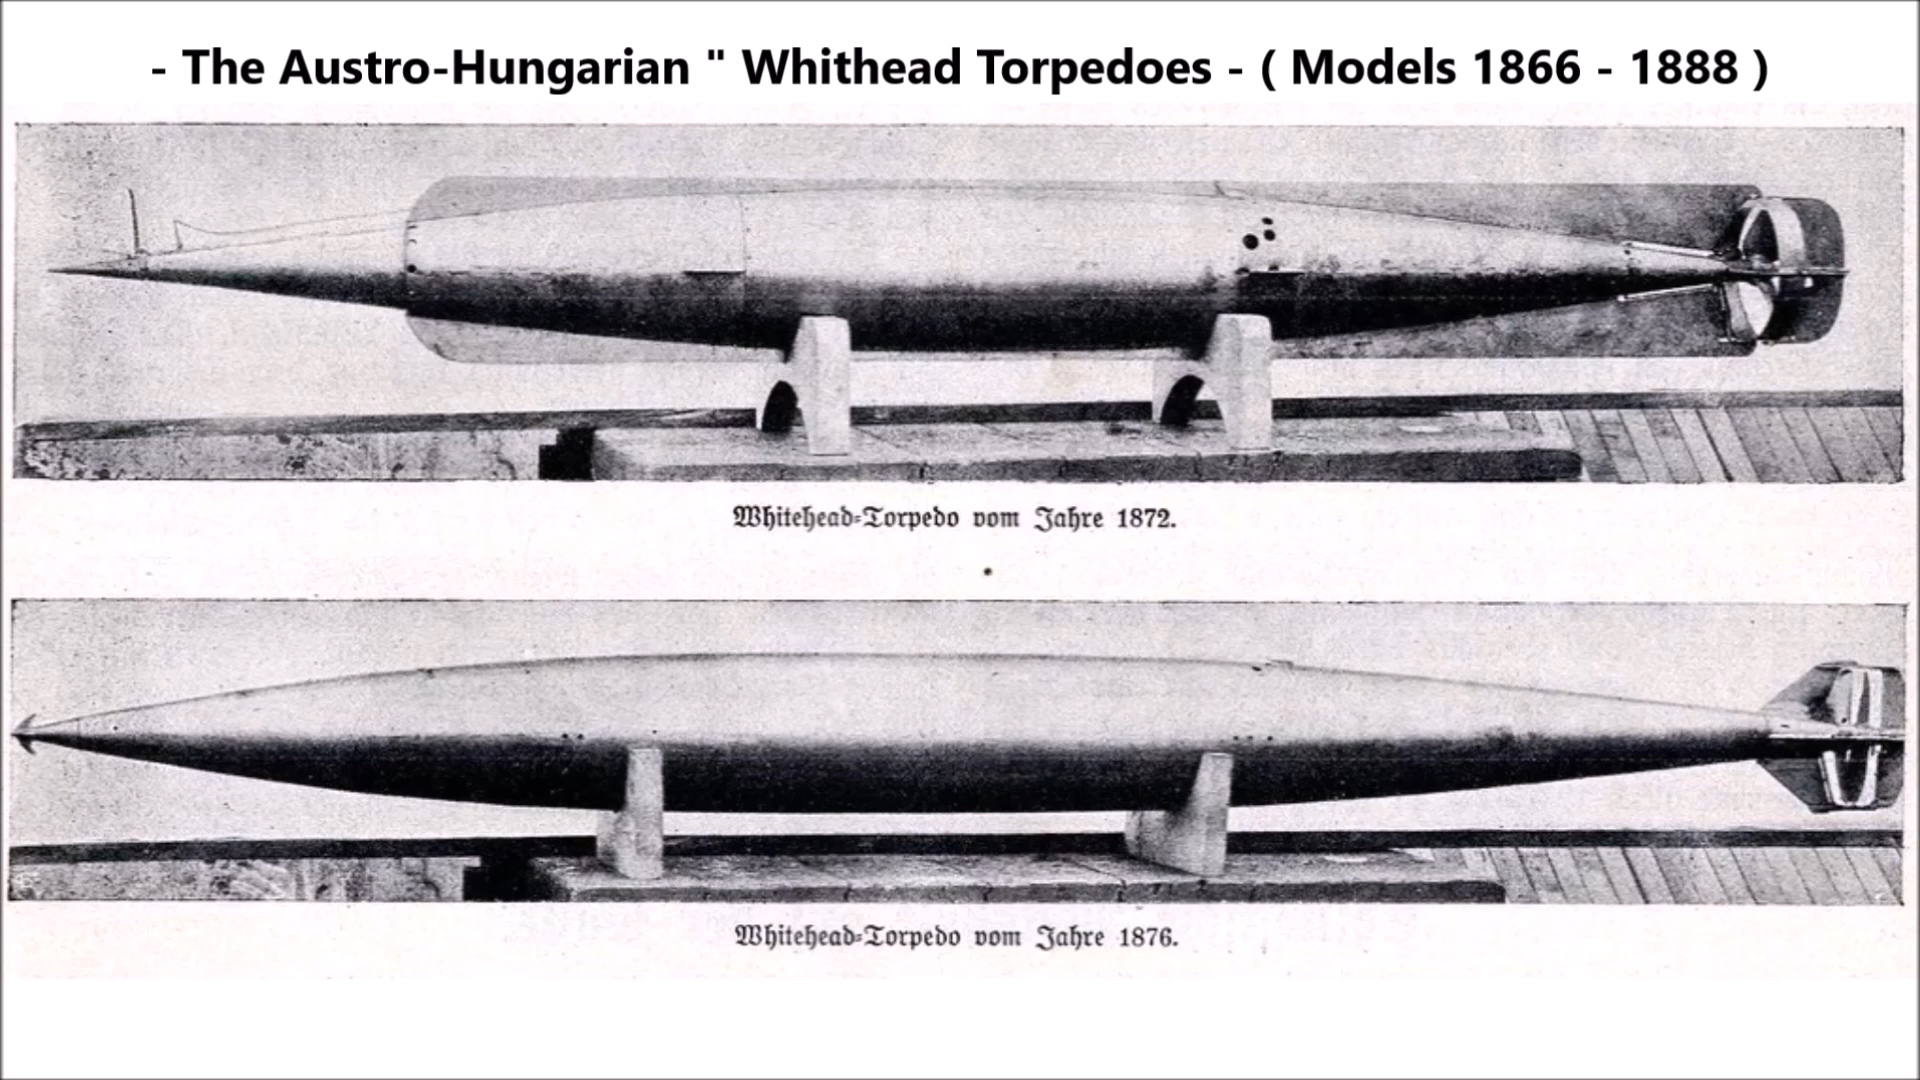 - The Austro-Hungarian " Whithead Torpedoes - ( Models 1866 - 1888 )
Whitehead-Torpedo vom Jahre 1872.
Whitehead-Torpedo vom Jahre 1876.